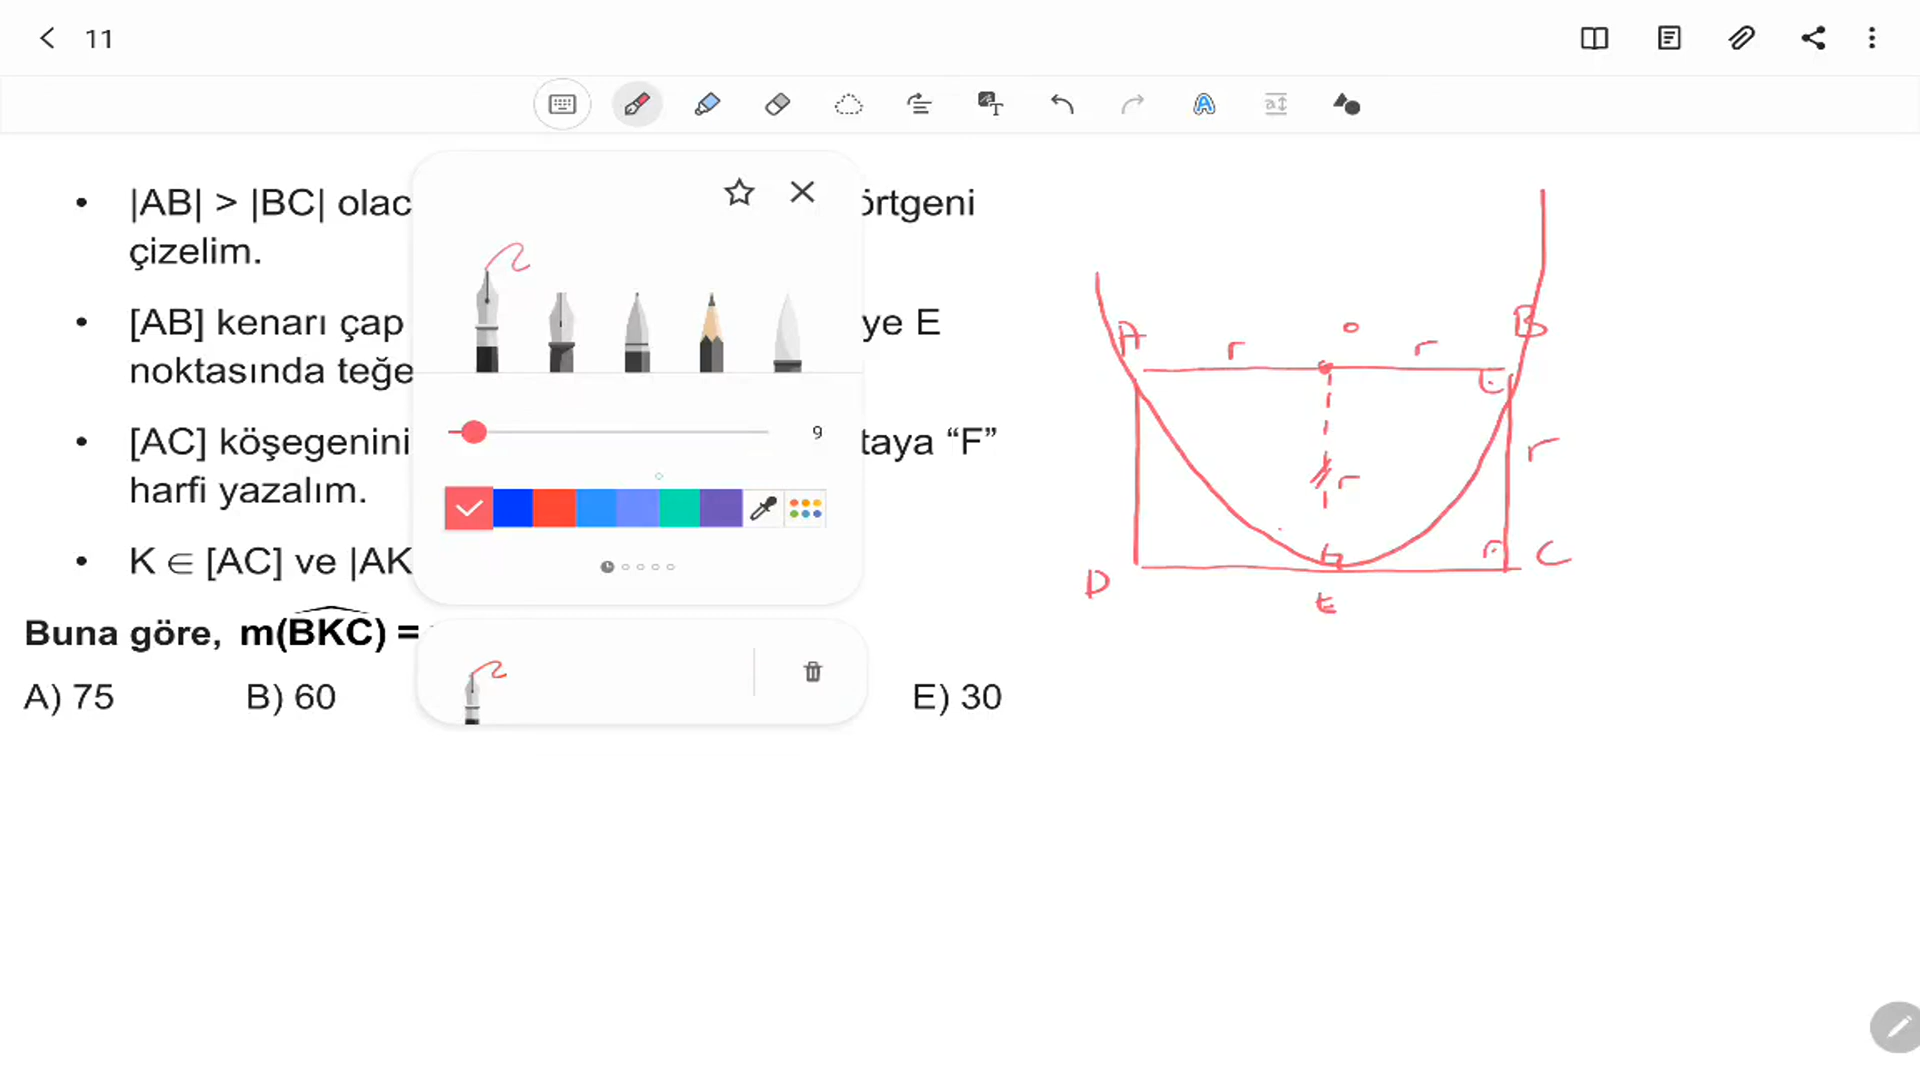 11
• |AB| > |BC| olac örtgeni
çizelim.
• [AB] kenarı çap ye E
noktasında teğe
• [AC] köşegenini taya “F”
harfi yazalım.
• K ∈ [AC] ve |AK
Buna göre, m(BKC) =
A) 75 B) 60 E) 30
9
A r o r B
r r
D E C